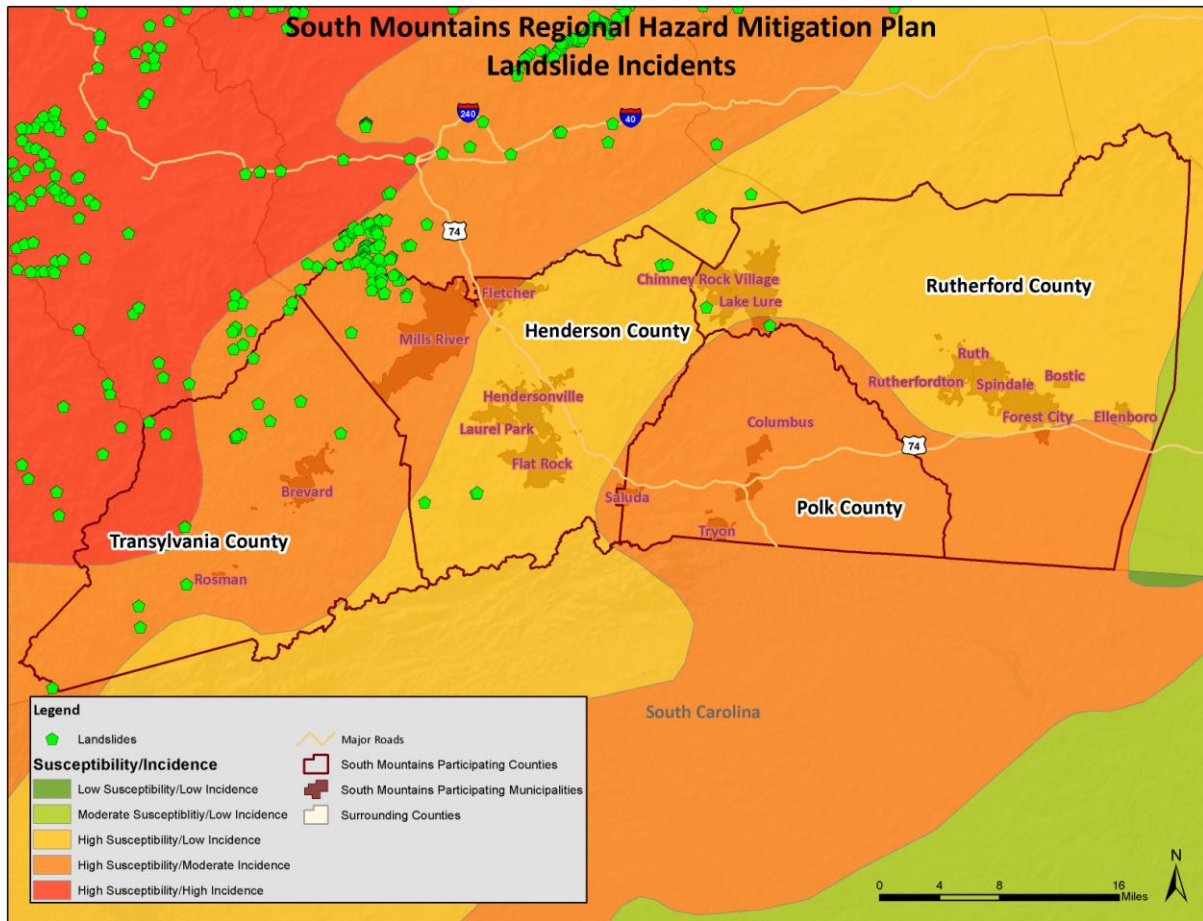 South Mountains Regional Hazard Mitigation Plan
Landslide Incidents
240
40
74
Fletcher
Chimney Rock Village
Lake Lure
Rutherford County
Mills River
Henderson County
Ruth
Rutherfordton
Spindale
Bostic
Hendersonville
Forest City
Ellenboro
Laurel Park
Columbus
74
Flat Rock
Brevard
Saluda
Polk County
Tryon
Transylvania County
Rosman
South Carolina
Legend
Landslides
Susceptibility/Incidence
Low Susceptibility/Low Incidence
Moderate Susceptiblitiy/Low Incidence
High Susceptibility/Low Incidence
High Susceptibility/Moderate Incidence
High Susceptibility/High Incidence
Major Roads
South Mountains Participating Counties
South Mountains Participating Municipalities
Surrounding Counties
N
0 4 8 16
Miles